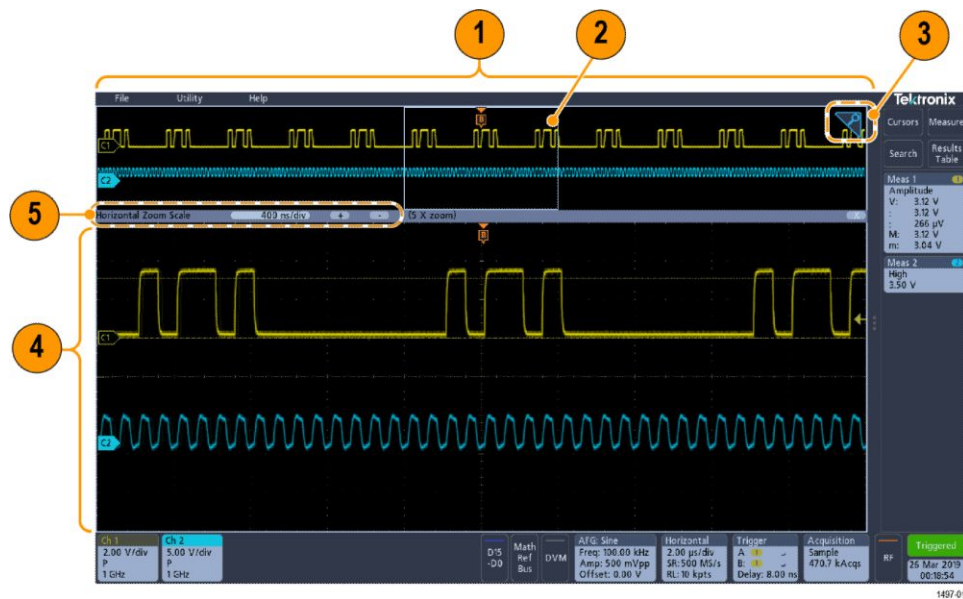 1
2
3
File Utility Help
Tektronix
B
C1
C2
Cursors Measure
Search Results Table
5
Horizontal Zoom Scale 400 ns/div + - (5 X zoom) X
Meas 1 1
Amplitude
V: 3.12 V
: 3.12 V
: 266 µV
M: 3.12 V
m: 3.04 V
Meas 2 2
High
3.50 V
B
C1
4
C2
Ch 1
2.00 V/div
P
1 GHz
Ch 2
5.00 V/div
P
1 GHz
D15
-D0
Math
Ref
Bus
DVM
AFG: Sine
Freq: 100.00 kHz
Amp: 500 mVpp
Offset: 0.00 V
Horizontal
2.00 µs/div
SR: 500 MS/s
RL: 10 kpts
Trigger
A: 1
B: 1
Delay: 8.00 ns
Acquisition
Sample
470.7 kAcqs
RF
Triggered
26 Mar 2019
00:18:54